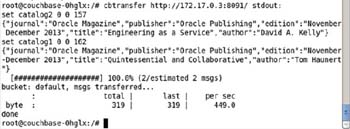 root@couchbase-0hglx:/# cbtransfer http://172.17.0.3:8091/ stdout:
set catalog2 0 0 157
{"journal":"Oracle Magazine","publisher":"Oracle Publishing","edition":"November
-December 2013","title":"Engineering as a Service","author":"David A. Kelly"}
set catalog1 0 0 162
{"journal":"Oracle Magazine","publisher":"Oracle Publishing","edition":"November
-December 2013","title":"Quintessential and Collaborative","author":"Tom Haunert
"}
[####################] 100.0% (2/estimated 2 msgs)
bucket: default, msgs transferred...
: total | last | per sec
byte : 319 | 319 | 449.0
done
root@couchbase-0hglx:/#